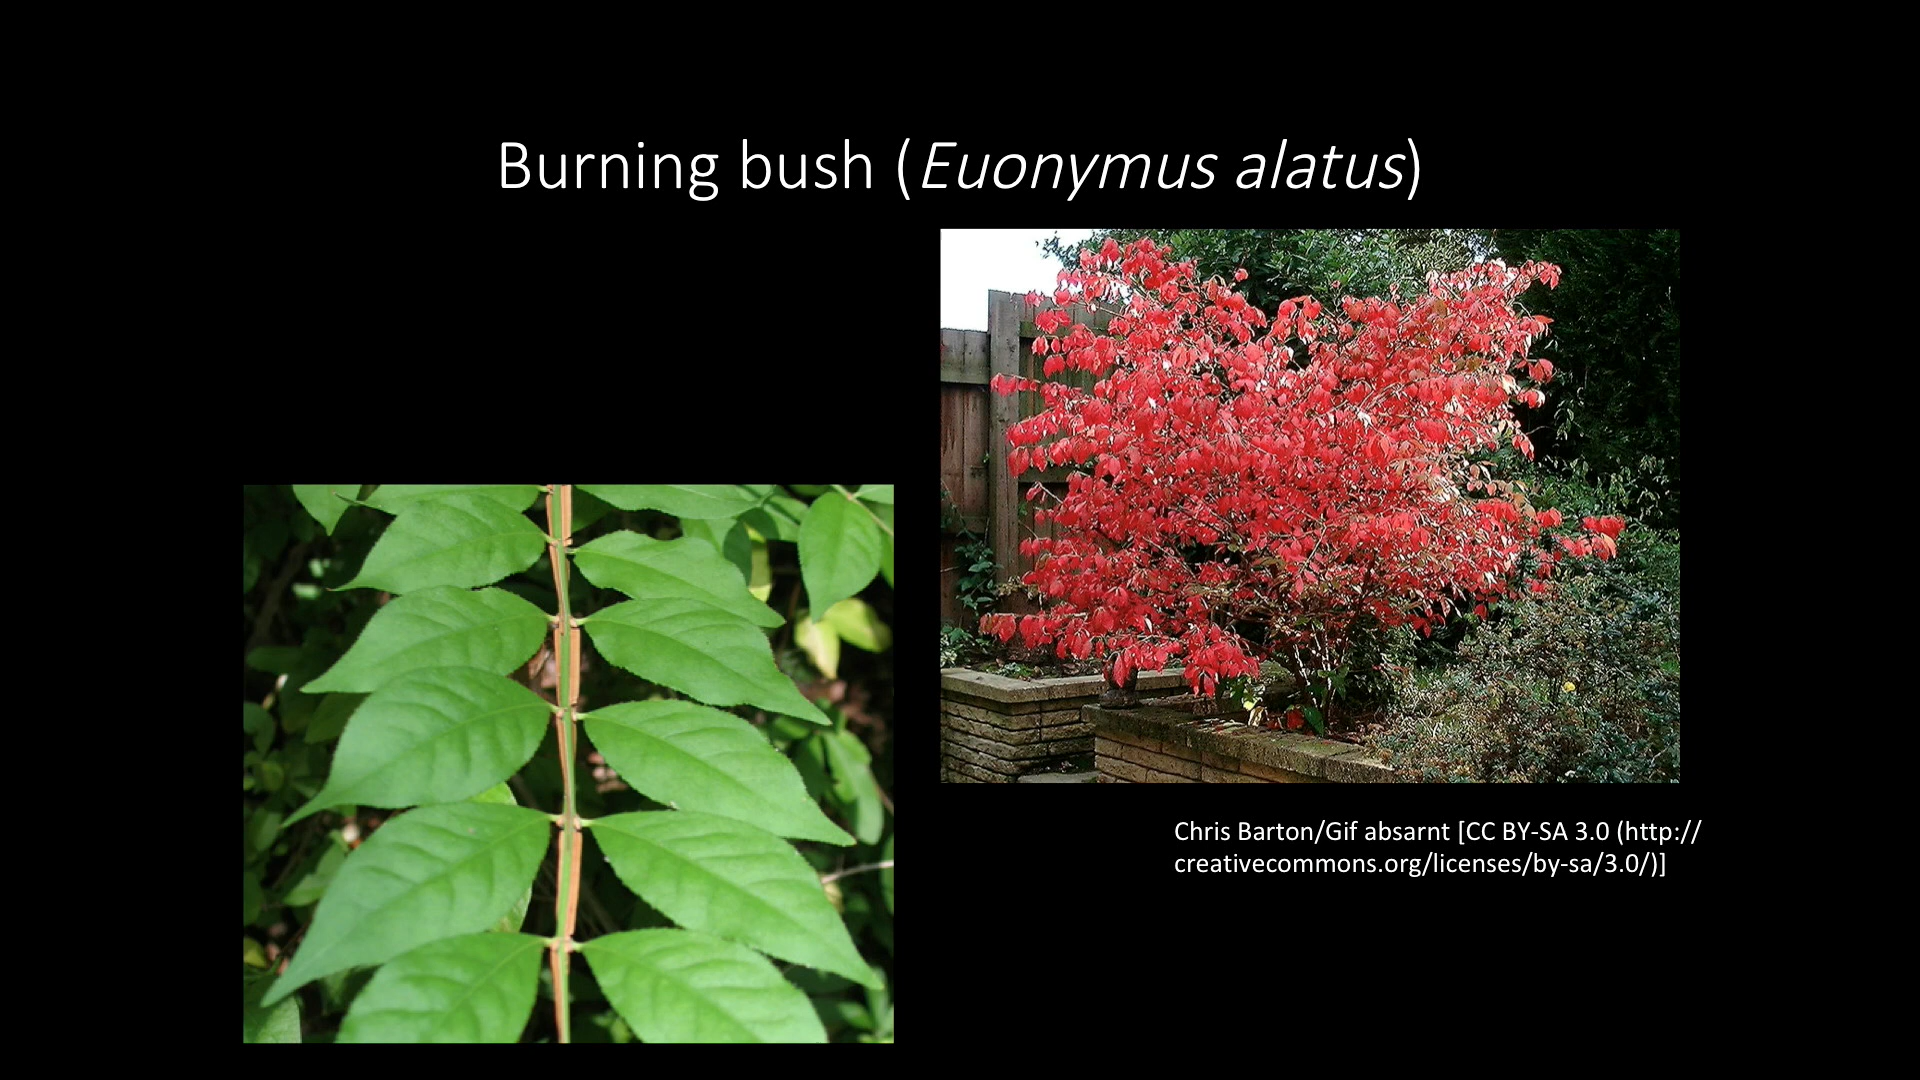 Burning bush (Euonymus alatus)
Chris Barton/Gif absarnt [CC BY-SA 3.0 (http://
creativecommons.org/licenses/by-sa/3.0/)]